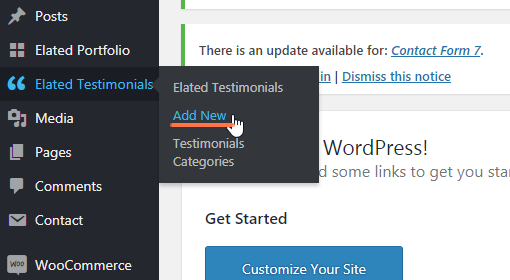 Posts
Elated Portfolio
Elated Testimonials
Media
Pages
Comments
Contact
WooCommerce
Elated Testimonials
Add New
Testimonials
Categories
There is an update available for: Contact Form 7.
in | Dismiss this notice
WordPress!
d some links to get you sta
Get Started
Customize Your Site